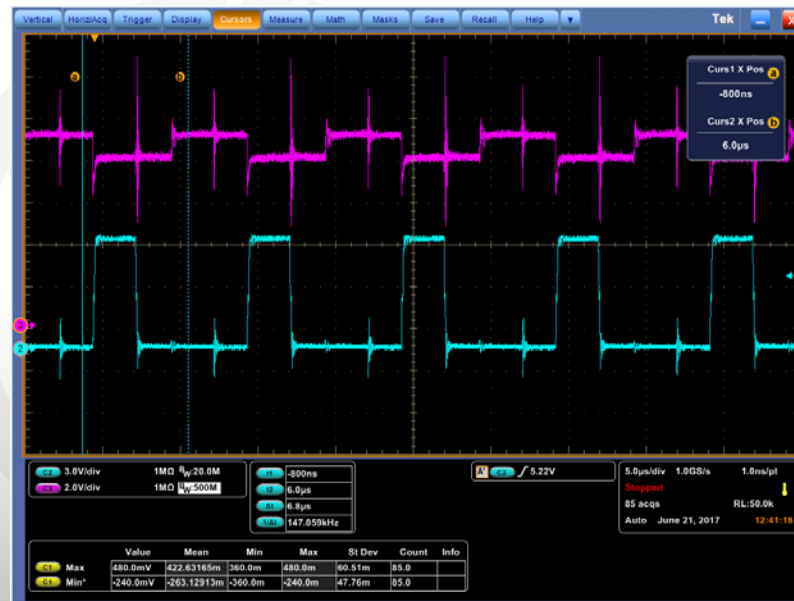 Vertical Horiz/Acq Trigger Display Cursors Measure Math Masks Save Recall Help Tek X
a b
Curs1 X Pos a
-800ns
Curs2 X Pos b
6.0µs
3
2
C2 3.0V/div 1MΩ BW:20.0M
C3 2.0V/div 1MΩ BW:500M
t1 -800ns
t2 6.0µs
Δt 6.8µs
1/Δt 147.059kHz
A' C2 5.22V
5.0µs/div 1.0GS/s 1.0ns/pt
Stopped
85 acqs RL:50.0k
Auto June 21, 2017 12:41:18
Value Mean Min Max St Dev Count Info
C1 Max 480.0mV 422.63165m 360.0m 480.0m 60.51m 85.0
C1 Min* -240.0mV -263.12913m -360.0m -240.0m 47.76m 85.0